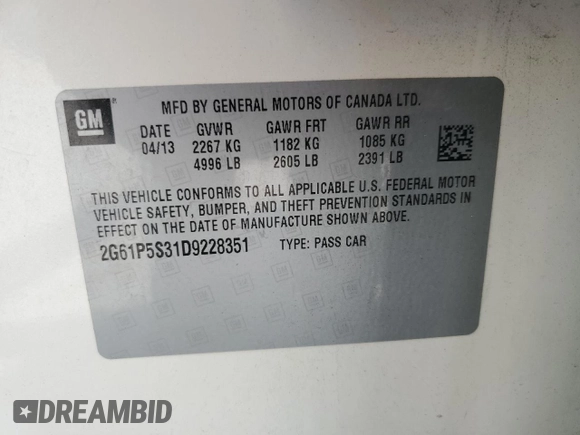 GM
MFD BY GENERAL MOTORS OF CANADA LTD.
DATE GVWR GAWR FRT GAWR RR
04/13 2267 KG 1182 KG 1085 KG
4996 LB 2605 LB 2391 LB
THIS VEHICLE CONFORMS TO ALL APPLICABLE U.S. FEDERAL MOTOR
VEHICLE SAFETY, BUMPER, AND THEFT PREVENTION STANDARDS IN
EFFECT ON THE DATE OF MANUFACTURE SHOWN ABOVE.
2G61P5S31D9228351 TYPE: PASS CAR
DREAMBID